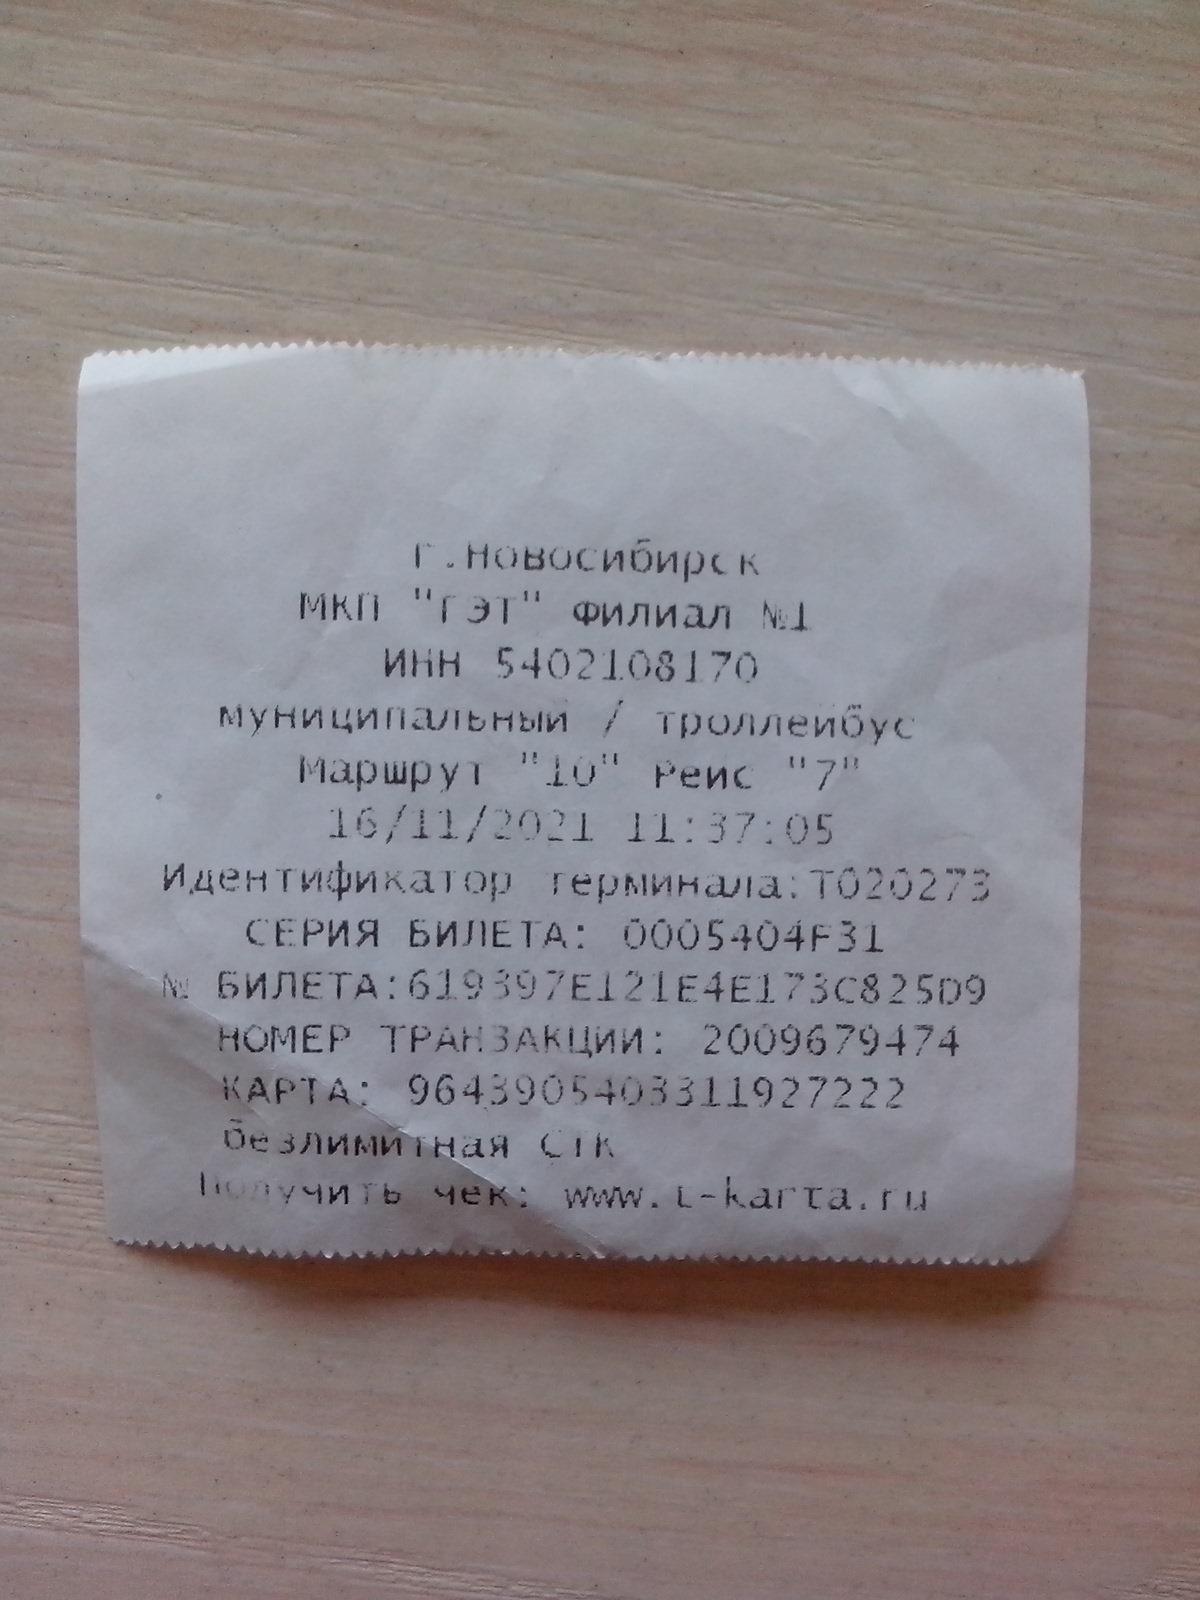 г.Новосибирск
МКП "ГЭТ" Филиал №1
ИНН 5402108170
муниципальный / троллейбус
Маршрут "10" Рейс "7"
16/11/2021 11:37:05
Идентификатор терминала:T020273
СЕРИЯ БИЛЕТА: 0005404F31
№ БИЛЕТА:619397E121E4E173C825D9
НОМЕР ТРАНЗАКЦИИ: 2009679474
КАРТА: 9643905403311927222
безлимитная СТК
Получить чек: www.t-karta.ru